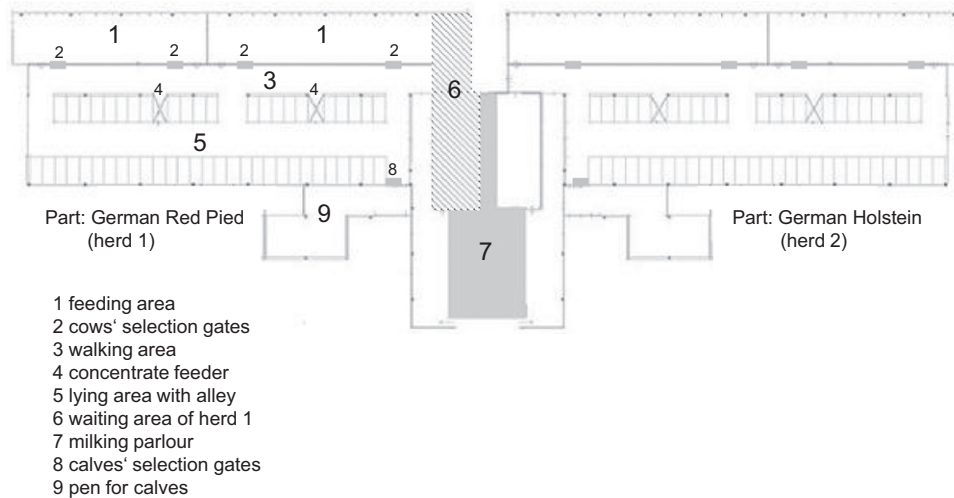 1
1
2
2
2
2
3
4
4
6
5
8
9
7
Part: German Red Pied
(herd 1)
Part: German Holstein
(herd 2)
1 feeding area
2 cows‘ selection gates
3 walking area
4 concentrate feeder
5 lying area with alley
6 waiting area of herd 1
7 milking parlour
8 calves‘ selection gates
9 pen for calves